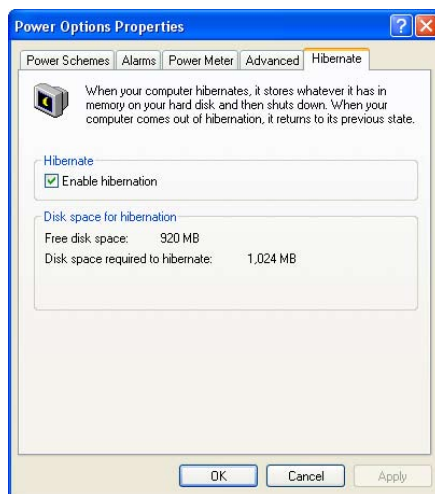 Power Options Properties
Power Schemes Alarms Power Meter Advanced Hibernate
When your computer hibernates, it stores whatever it has in
memory on your hard disk and then shuts down. When your
computer comes out of hibernation, it returns to its previous state.
Hibernate
Enable hibernation
Disk space for hibernation
Free disk space: 920 MB
Disk space required to hibernate: 1,024 MB
OK Cancel Apply